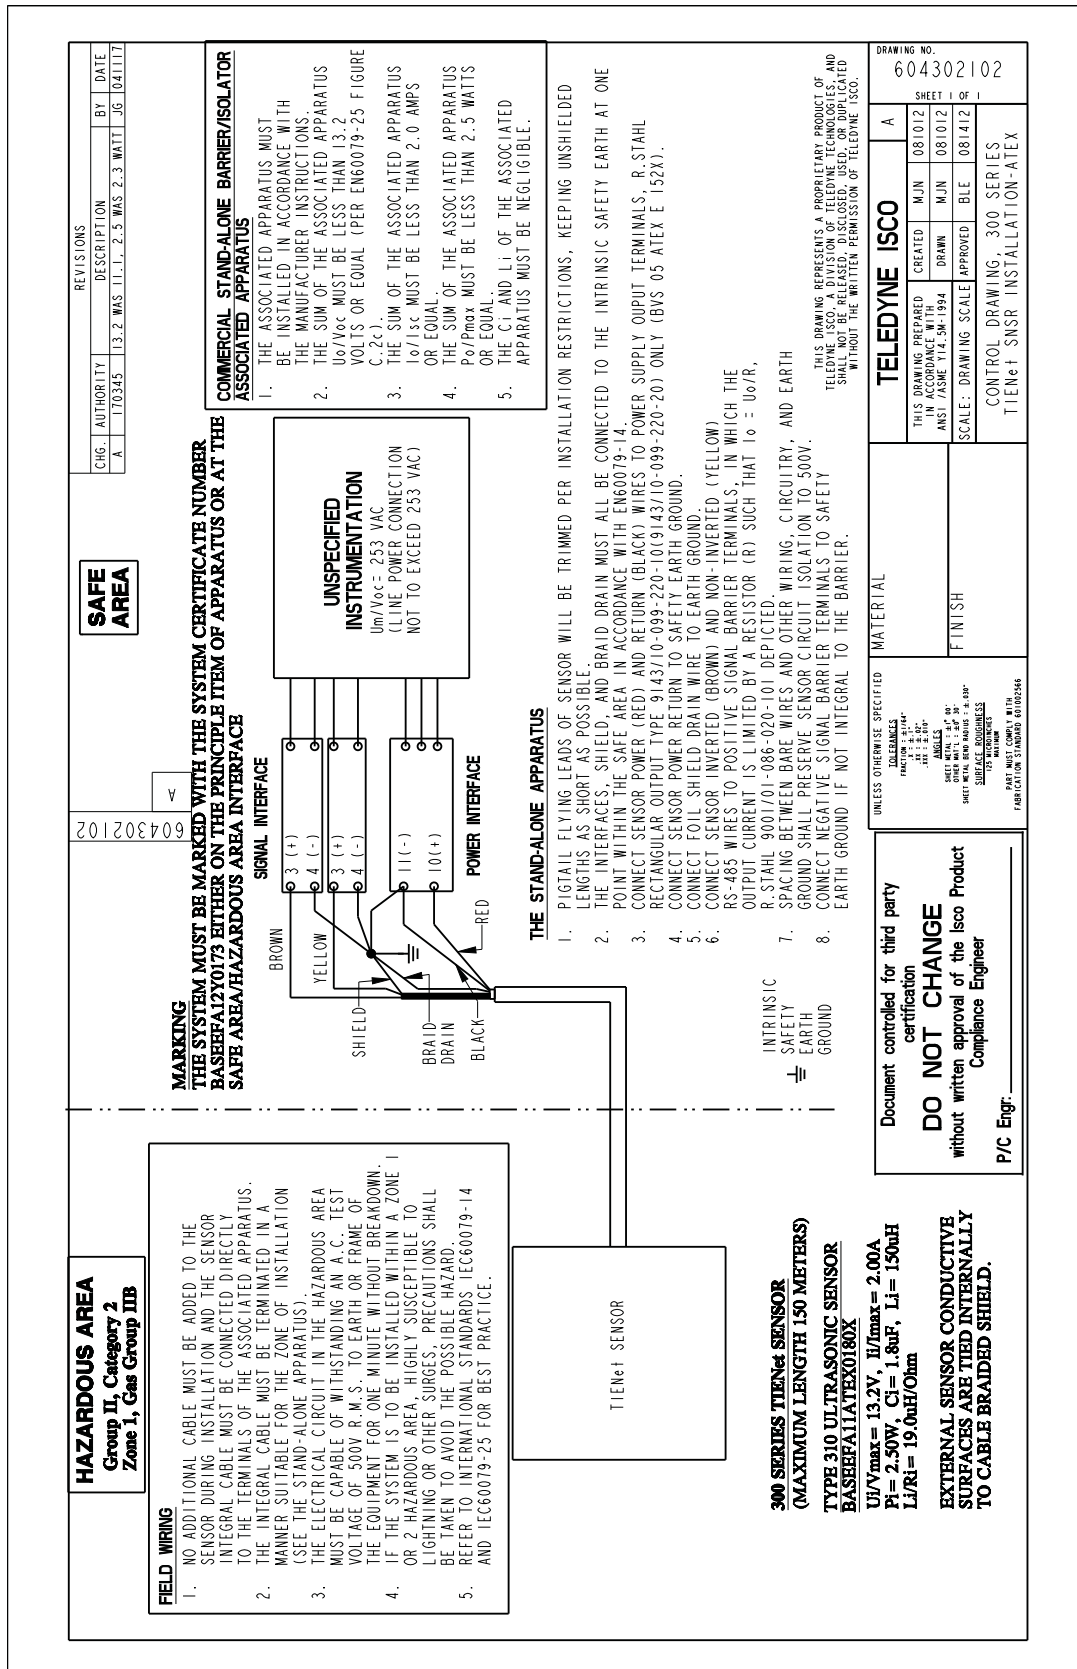 HAZARDOUS AREA
Group II, Category 2
Zone 1, Gas Group IIB
FIELD WIRING
1. NO ADDITIONAL CABLE MUST BE ADDED TO THE
SENSOR DURING INSTALLATION AND THE SENSOR
INTEGRAL CABLE MUST BE CONNECTED DIRECTLY
TO THE TERMINALS OF THE ASSOCIATED APPARATUS.
2. THE INTEGRAL CABLE MUST BE TERMINATED IN A
MANNER SUITABLE FOR THE ZONE OF INSTALLATION
(SEE THE STAND-ALONE APPARATUS).
3. THE ELECTRICAL CIRCUIT IN THE HAZARDOUS AREA
MUST BE CAPABLE OF WITHSTANDING AN A.C. TEST
VOLTAGE OF 500V R.M.S. TO EARTH OR FRAME OF
THE EQUIPMENT FOR ONE MINUTE WITHOUT BREAKDOWN.
4. IF THE SYSTEM IS TO BE INSTALLED WITHIN A ZONE 1
OR 2 HAZARDOUS AREA, HIGHLY SUSCEPTIBLE TO
LIGHTNING OR OTHER SURGES, PRECAUTIONS SHALL
BE TAKEN TO AVOID THE POSSIBLE HAZARD.
5. REFER TO INTERNATIONAL STANDARDS IEC60079-14
AND IEC60079-25 FOR BEST PRACTICE.
TIENet SENSOR
300 SERIES TIENet SENSOR
(MAXIMUM LENGTH 150 METERS)
TYPE 310 ULTRASONIC SENSOR
BASEEFA11ATEX0180X
Ui/Vmax = 13.2V, Ii/Imax = 2.00A
Pi = 2.50W, Ci = 1.8uF, Li = 150uH
Li/Ri = 19.0uH/Ohm
EXTERNAL SENSOR CONDUCTIVE
SURFACES ARE TIED INTERNALLY
TO CABLE BRAIDED SHIELD.
604302102
A
SAFE
AREA
MARKING
THE SYSTEM MUST BE MARKED WITH THE SYSTEM CERTIFICATE NUMBER
BASEEFA12Y0173 EITHER ON THE PRINCIPLE ITEM OF APPARATUS OR AT THE
SAFE AREA/HAZARDOUS AREA INTERFACE
SIGNAL INTERFACE
BROWN
YELLOW
3 (+)
4 (-)
3 (+)
4 (-)
SHIELD
BRAID
DRAIN
BLACK
RED
11(-)
10(+)
POWER INTERFACE
UNSPECIFIED
INSTRUMENTATION
Um/Voc= 253 VAC
(LINE POWER CONNECTION
NOT TO EXCEED 253 VAC)
INTRINSIC
SAFETY
EARTH
GROUND
REVISIONS
CHG. AUTHORITY DESCRIPTION BY DATE
A 170345 13.2 WAS 11.1, 2.5 WAS 2.3 WATT JG 041117
COMMERCIAL STAND-ALONE BARRIER/ISOLATOR
ASSOCIATED APPARATUS
1. THE ASSOCIATED APPARATUS MUST
BE INSTALLED IN ACCORDANCE WITH
THE MANUFACTURER INSTRUCTIONS.
2. THE SUM OF THE ASSOCIATED APPARATUS
Uo/Voc MUST BE LESS THAN 13.2
VOLTS OR EQUAL (PER EN60079-25 FIGURE
C.2c).
3. THE SUM OF THE ASSOCIATED APPARATUS
Io/Isc MUST BE LESS THAN 2.0 AMPS
OR EQUAL.
4. THE SUM OF THE ASSOCIATED APPARATUS
Po/Pmax MUST BE LESS THAN 2.5 WATTS
OR EQUAL.
5. THE Ci AND Li OF THE ASSOCIATED
APPARATUS MUST BE NEGLIGIBLE.
THE STAND-ALONE APPARATUS
1. PIGTAIL FLYING LEADS OF SENSOR WILL BE TRIMMED PER INSTALLATION RESTRICTIONS, KEEPING UNSHIELDED
LENGTHS AS SHORT AS POSSIBLE.
2. THE INTERFACES, SHIELD, AND BRAID DRAIN MUST ALL BE CONNECTED TO THE INTRINSIC SAFETY EARTH AT ONE
POINT WITHIN THE SAFE AREA IN ACCORDANCE WITH EN60079-14.
3. CONNECT SENSOR POWER (RED) AND RETURN (BLACK) WIRES TO POWER SUPPLY OUPUT TERMINALS, R.STAHL
RECTANGULAR OUTPUT TYPE 9143/10-099-220-10(9143/10-099-220-20) ONLY (BVS 05 ATEX E 152X).
4. CONNECT SENSOR POWER RETURN TO SAFETY EARTH GROUND.
5. CONNECT FOIL SHIELD DRAIN WIRE TO EARTH GROUND.
6. CONNECT SENSOR INVERTED (BROWN) AND NON-INVERTED (YELLOW)
RS-485 WIRES TO POSITIVE SIGNAL BARRIER TERMINALS, IN WHICH THE
OUTPUT CURRENT IS LIMITED BY A RESISTOR (R) SUCH THAT Io = Uo/R,
R.STAHL 9001/01-086-020-101 DEPICTED.
7. SPACING BETWEEN BARE WIRES AND OTHER WIRING, CIRCUITRY, AND EARTH
GROUND SHALL PRESERVE SENSOR CIRCUIT ISOLATION TO 500V.
8. CONNECT NEGATIVE SIGNAL BARRIER TERMINALS TO SAFETY
EARTH GROUND IF NOT INTEGRAL TO THE BARRIER.
THIS DRAWING REPRESENTS A PROPRIETARY PRODUCT OF
TELEDYNE ISCO, A DIVISION OF TELEDYNE TECHNOLOGIES, AND
SHALL NOT BE RELEASED, DISCLOSED, USED, OR DUPLICATED
WITHOUT THE WRITTEN PERMISSION OF TELEDYNE ISCO.
Document controlled for third party
certification
DO NOT CHANGE
without written approval of the Isco Product
Compliance Engineer
P/C Engr:
UNLESS OTHERWISE SPECIFIED
TOLERANCES
FRACTION = ±1/64"
.X = ±.1"
.XX = ±.02"
.XXX = ±.010"
ANGLES
SHEET METAL : ±1° 00'
OTHER MAT'L : ±0° 30'
SHEET METAL BEND RADIUS = ±.030"
SURFACE ROUGHNESS
125 MICROINCHES
MAXIMUM
PART MUST COMPLY WITH
FABRICATION STANDARD 601002566
MATERIAL
FINISH
TELEDYNE ISCO
A
DRAWING NO.
604302102
SHEET 1 OF 1
THIS DRAWING PREPARED
IN ACCORDANCE WITH
ANSI /ASME Y14.5M-1994
SCALE: DRAWING SCALE
CREATED MJN 081012
DRAWN MJN 081012
APPROVED BLE 081412
CONTROL DRAWING, 300 SERIES
TIENet SNSR INSTALLATION-ATEX